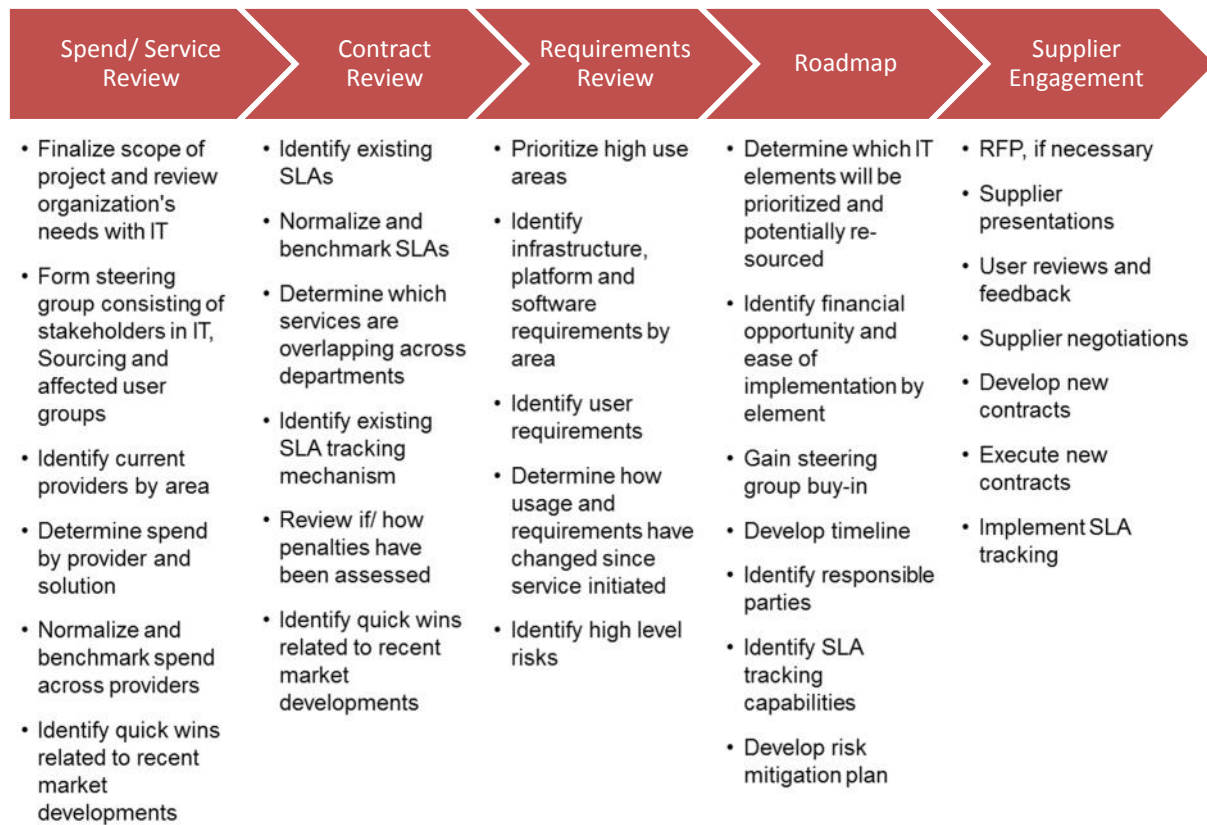 Spend/ Service
Review
Contract
Review
Requirements
Review
Roadmap
Supplier
Engagement
• Finalize scope of
project and review
organization's
needs with IT
• Form steering
group consisting of
stakeholders in IT,
Sourcing and
affected user
groups
• Identify current
providers by area
• Determine spend
by provider and
solution
• Normalize and
benchmark spend
across providers
• Identify quick wins
related to recent
market
developments
• Identify existing
SLAs
• Normalize and
benchmark SLAs
• Determine which
services are
overlapping across
departments
• Identify existing
SLA tracking
mechanism
• Review if/ how
penalties have
been assessed
• Identify quick wins
related to recent
market
developments
• Prioritize high use
areas
• Identify
infrastructure,
platform and
software
requirements by
area
• Identify user
requirements
• Determine how
usage and
requirements have
changed since
service initiated
• Identify high level
risks
• Determine which IT
elements will be
prioritized and
potentially re-
sourced
• Identify financial
opportunity and
ease of
implementation by
element
• Gain steering
group buy-in
• Develop timeline
• Identify responsible
parties
• Identify SLA
tracking
capabilities
• Develop risk
mitigation plan
• RFP, if necessary
• Supplier
presentations
• User reviews and
feedback
• Supplier negotiations
• Develop new
contracts
• Execute new
contracts
• Implement SLA
tracking